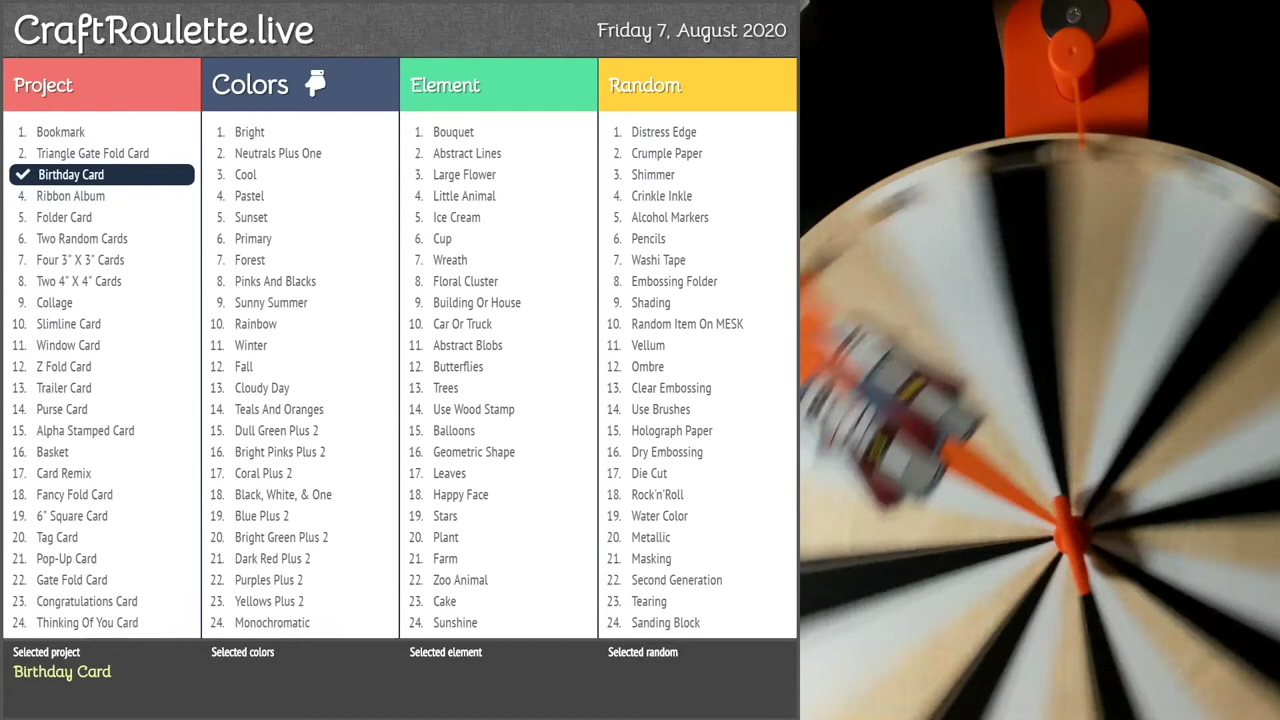 CraftRoulette.live
Friday 7, August 2020
Project
Colors
Element
Random
1. Bookmark
2. Triangle Gate Fold Card
Birthday Card
4. Ribbon Album
5. Folder Card
6. Two Random Cards
7. Four 3" X 3" Cards
8. Two 4" X 4" Cards
9. Collage
10. Slimline Card
11. Window Card
12. Z Fold Card
13. Trailer Card
14. Purse Card
15. Alpha Stamped Card
16. Basket
17. Card Remix
18. Fancy Fold Card
19. 6" Square Card
20. Tag Card
21. Pop-Up Card
22. Gate Fold Card
23. Congratulations Card
24. Thinking Of You Card
1. Bright
2. Neutrals Plus One
3. Cool
4. Pastel
5. Sunset
6. Primary
7. Forest
8. Pinks And Blacks
9. Sunny Summer
10. Rainbow
11. Winter
12. Fall
13. Cloudy Day
14. Teals And Oranges
15. Dull Green Plus 2
16. Bright Pinks Plus 2
17. Coral Plus 2
18. Black, White, & One
19. Blue Plus 2
20. Bright Green Plus 2
21. Dark Red Plus 2
22. Purples Plus 2
23. Yellows Plus 2
24. Monochromatic
1. Bouquet
2. Abstract Lines
3. Large Flower
4. Little Animal
5. Ice Cream
6. Cup
7. Wreath
8. Floral Cluster
9. Building Or House
10. Car Or Truck
11. Abstract Blobs
12. Butterflies
13. Trees
14. Use Wood Stamp
15. Balloons
16. Geometric Shape
17. Leaves
18. Happy Face
19. Stars
20. Plant
21. Farm
22. Zoo Animal
23. Cake
24. Sunshine
1. Distress Edge
2. Crumple Paper
3. Shimmer
4. Crinkle Inkle
5. Alcohol Markers
6. Pencils
7. Washi Tape
8. Embossing Folder
9. Shading
10. Random Item On MESK
11. Vellum
12. Ombre
13. Clear Embossing
14. Use Brushes
15. Holograph Paper
16. Dry Embossing
17. Die Cut
18. Rock'n'Roll
19. Water Color
20. Metallic
21. Masking
22. Second Generation
23. Tearing
24. Sanding Block
Selected project
Birthday Card
Selected colors
Selected element
Selected random